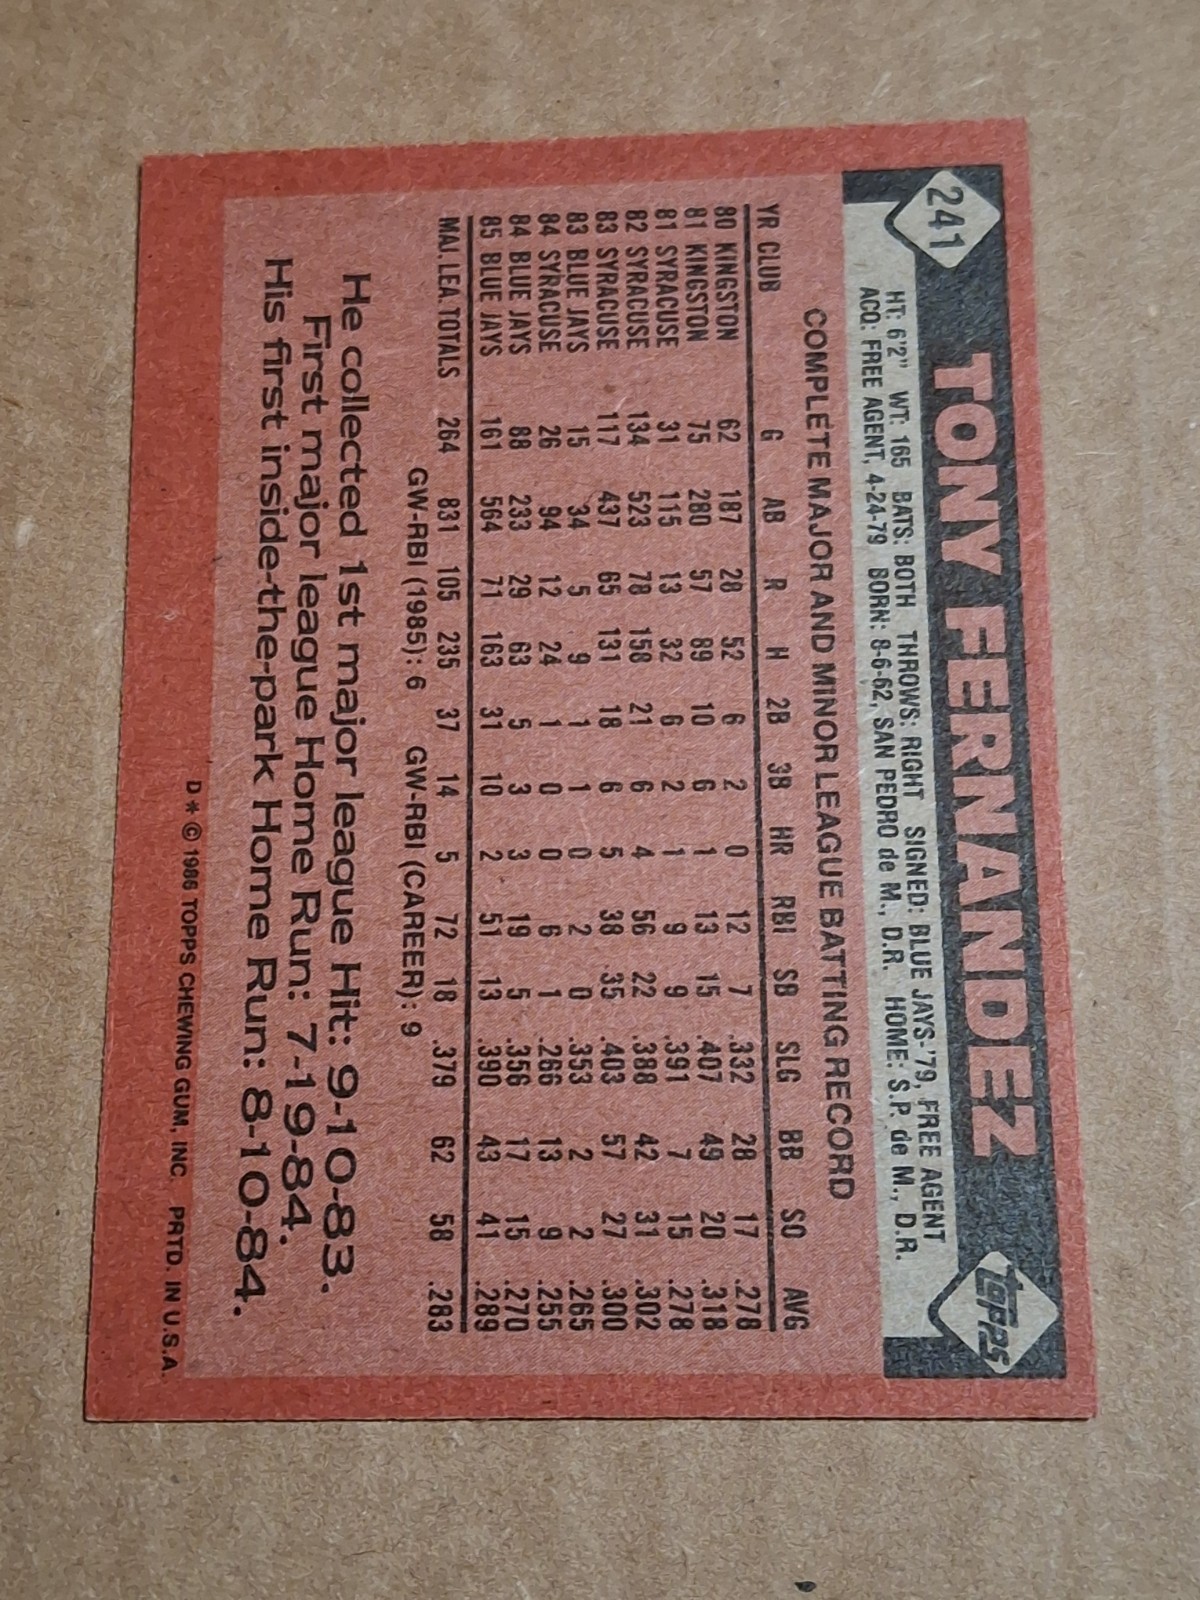 241 TONY FERNANDEZ topps
HT: 6'2" WT: 165 BATS: BOTH THROWS: RIGHT SIGNED: BLUE JAYS-'79, FREE AGENT
ACQ: FREE AGENT, 4-24-79 BORN: 8-6-62, SAN PEDRO de M., D.R. HOME: S.P. de M., D.R.
COMPLETE MAJOR AND MINOR LEAGUE BATTING RECORD
YR CLUB G AB R H 2B 3B HR RBI SB SLG BB SO AVG
80 KINGSTON 62 187 28 52 6 2 0 12 7 .332 28 17 .278
81 KINGSTON 75 280 57 89 10 6 1 13 15 .407 49 20 .318
81 SYRACUSE 31 115 13 32 6 2 1 9 9 .391 7 15 .278
82 SYRACUSE 134 523 78 158 21 6 4 56 22 .388 42 31 .302
83 SYRACUSE 117 437 65 131 18 6 5 38 35 .403 57 27 .300
83 BLUE JAYS 15 34 5 9 1 1 0 2 0 .353 2 2 .265
84 SYRACUSE 26 94 12 24 1 0 0 6 1 .266 13 9 .255
84 BLUE JAYS 88 233 29 63 5 3 3 19 5 .356 17 15 .270
85 BLUE JAYS 161 564 71 163 31 10 2 51 13 .390 43 41 .289
MAJ. LEA. TOTALS 264 831 105 235 37 14 5 72 18 .379 62 58 .283
GW-RBI (1985): 6 GW-RBI (CAREER): 9
He collected 1st major league Hit: 9-10-83.
First major league Home Run: 7-19-84.
His first inside-the-park Home Run: 8-10-84.
D * © 1986 TOPPS CHEWING GUM, INC. PRTD. IN U.S.A.